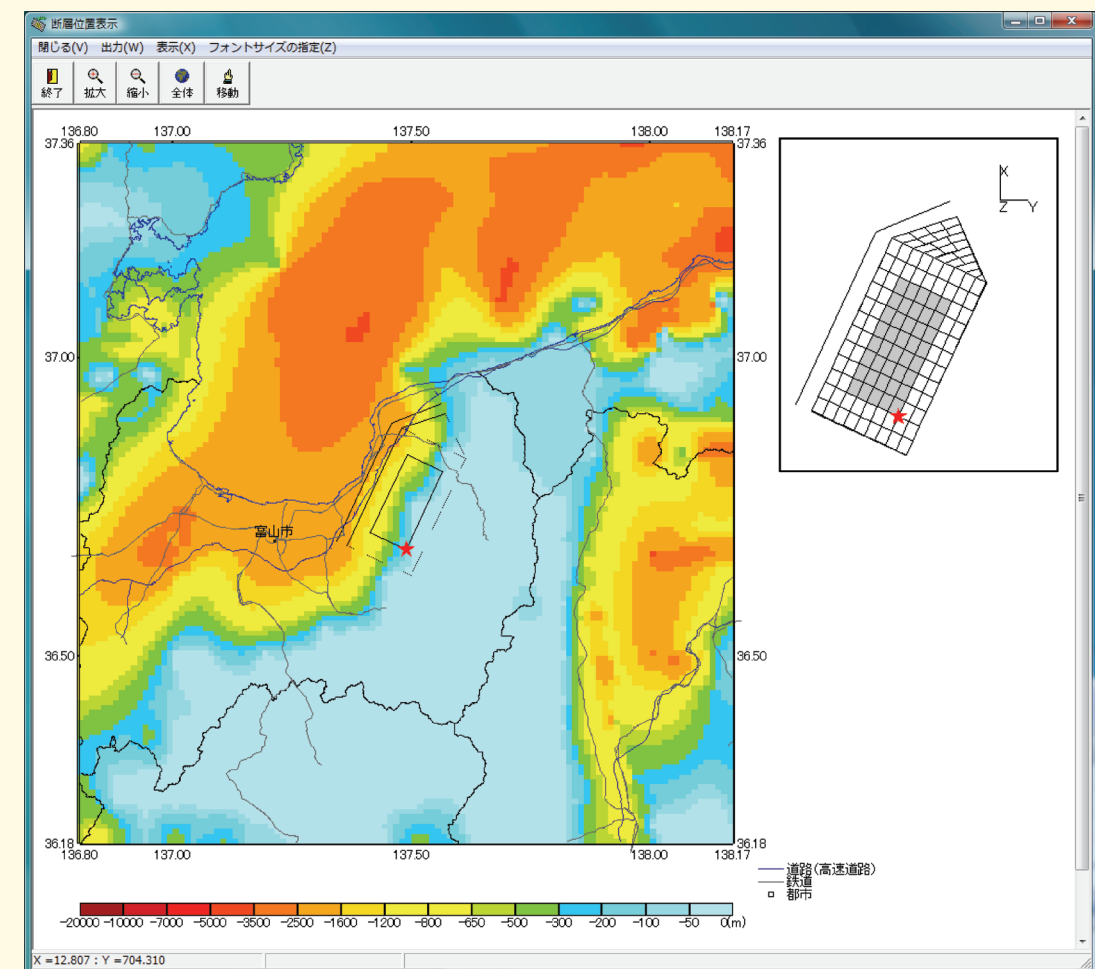 断層位置表示
閉じる(V) 出力(W) 表示(X) フォントサイズの指定(Z)
終了 拡大 縮小 全体 移動
136.80 137.00 137.50 138.00 138.17
37.36 37.36
X
Z Y
37.00 37.00
富山市
36.50 36.50
36.18 36.18
136.80 137.00 137.50 138.00 138.17
道路(高速道路)
鉄道
都市
-20000 -10000 -7000 -5000 -3500 -2500 -1600 -1200 -800 -650 -500 -300 -200 -100 -50 0(m)
X =12.807 : Y =704.310